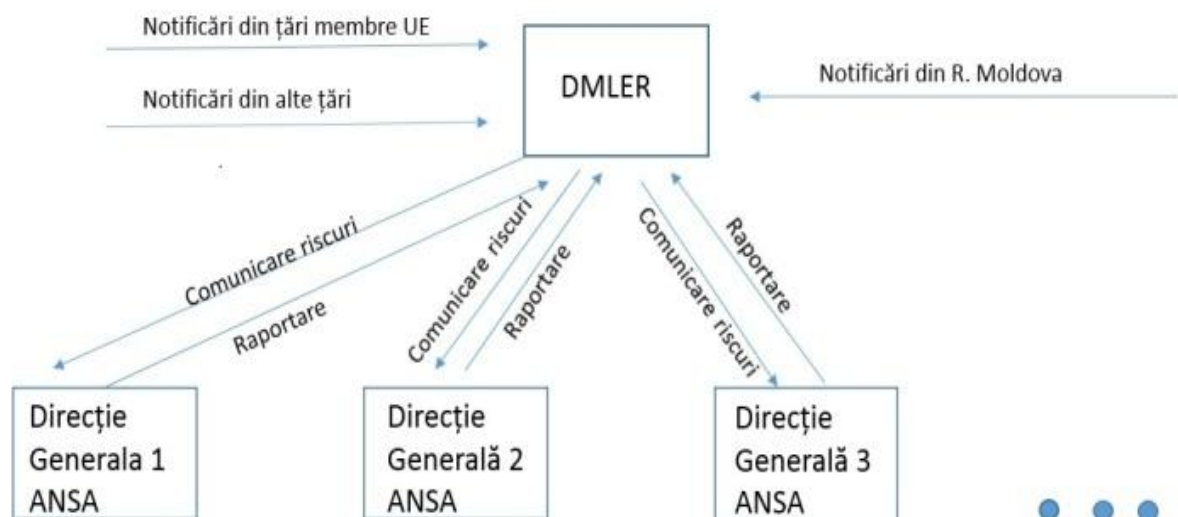 Notificări din țări membre UE
Notificări din alte țări
DMLER
Notificări din R. Moldova
Comunicare riscuri
Raportare
Comunicare riscuri
Raportare
Comunicare riscuri
Raportare
Direcție
Generala 1
ANSA
Direcție
Generală 2
ANSA
Direcție
Generală 3
ANSA